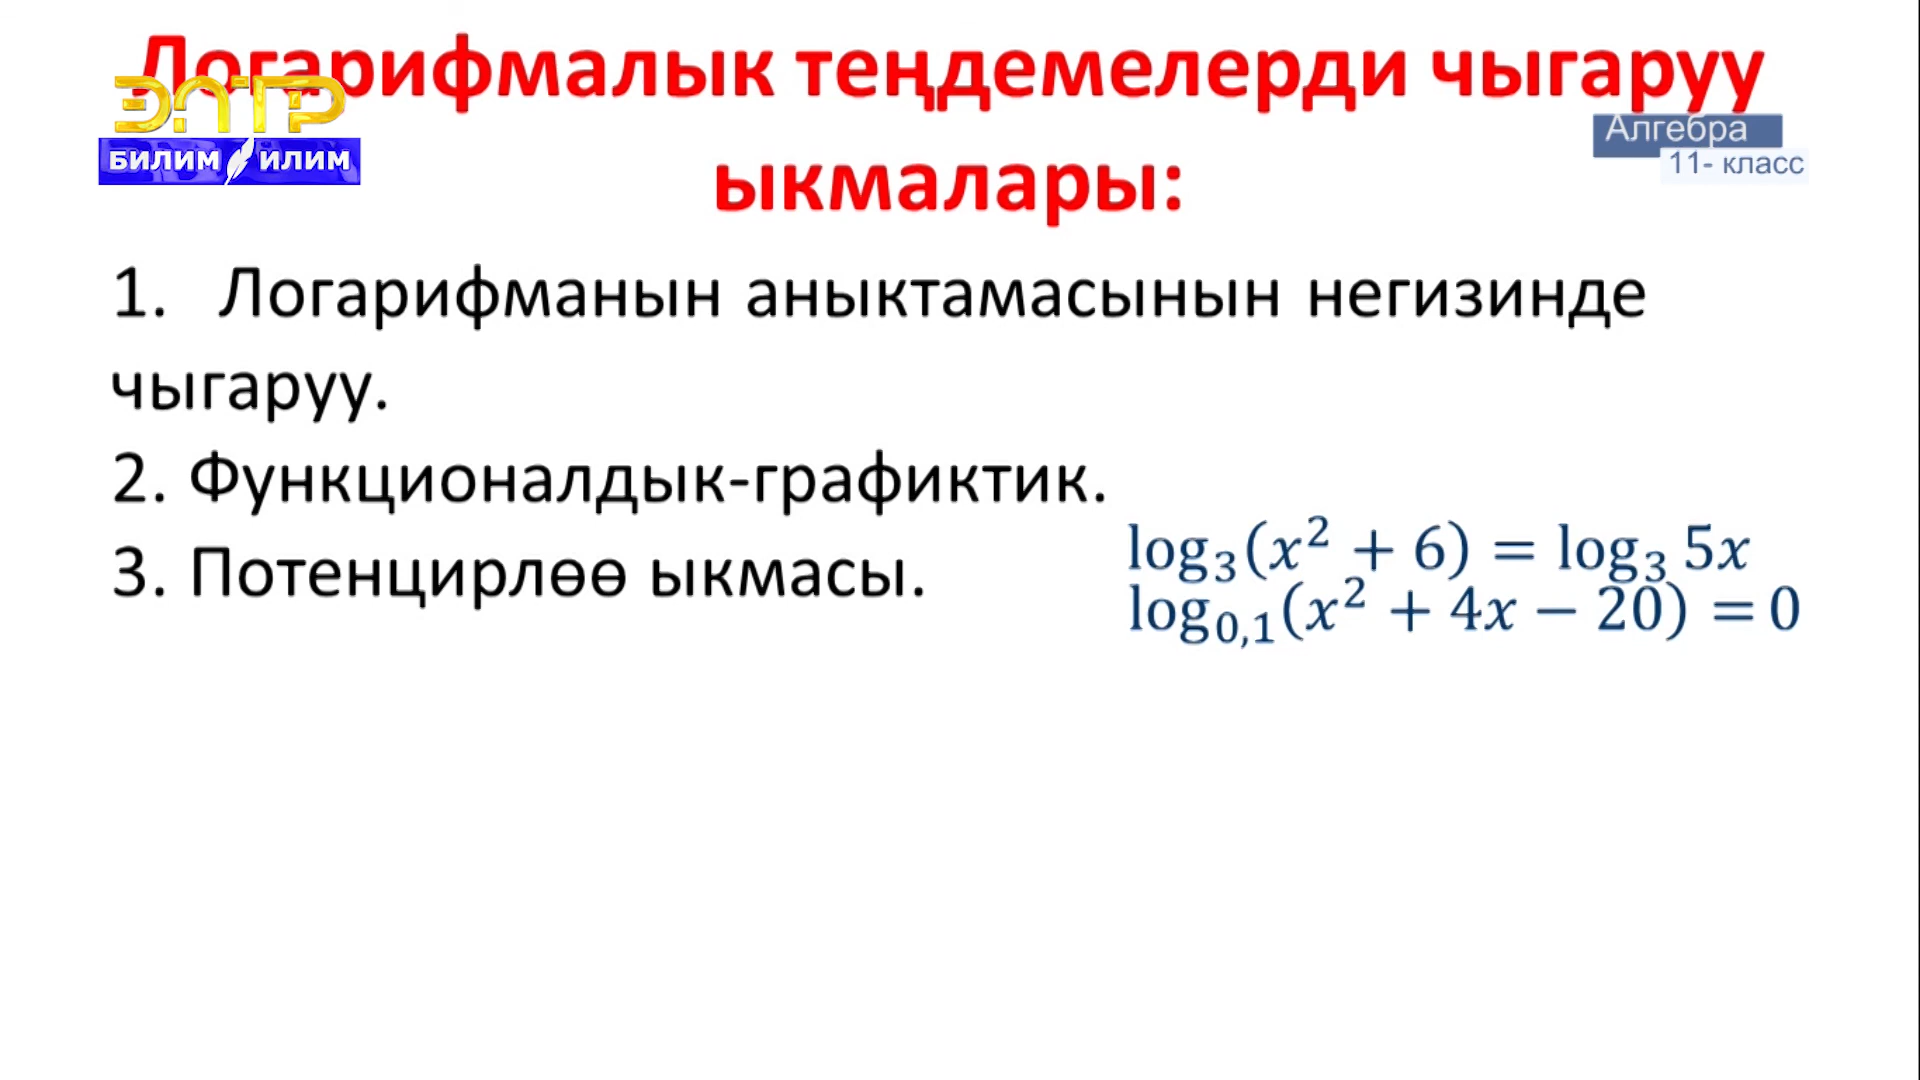 Логарифмалык теңдемелерди чыгаруу
ыкмалары:
ЭЛТР
БИЛИМ ИЛИМ
Алгебра
11- класс
1. Логарифманын аныктамасынын негизинде
чыгаруу.
2. Функционалдык-графиктик.
3. Потенцирлөө ыкмасы.
log₃(x² + 6) = log₃ 5x
log₀,₁(x² + 4x − 20) = 0